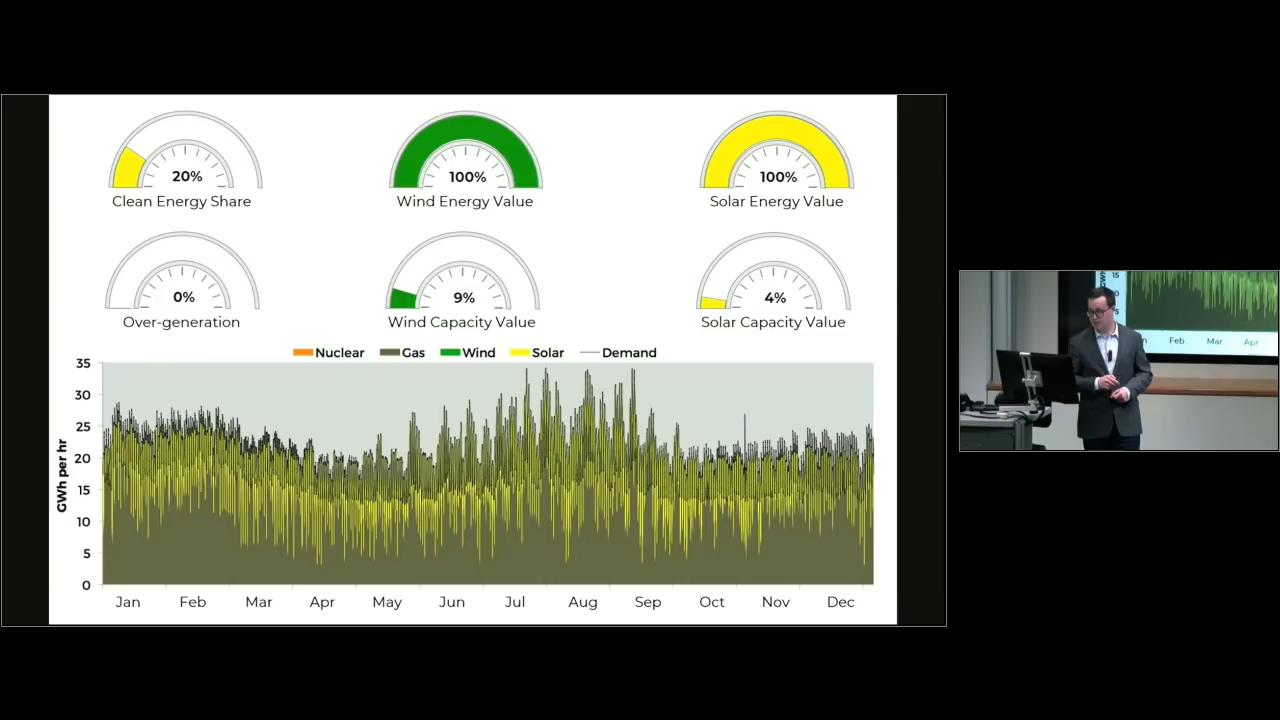 20%
Clean Energy Share
100%
Wind Energy Value
100%
Solar Energy Value
0%
Over-generation
9%
Wind Capacity Value
4%
Solar Capacity Value
Nuclear Gas Wind Solar Demand
GWh per hr
35
30
25
20
15
10
5
0
Jan Feb Mar Apr May Jun Jul Aug Sep Oct Nov Dec
15
Feb Mar Apr